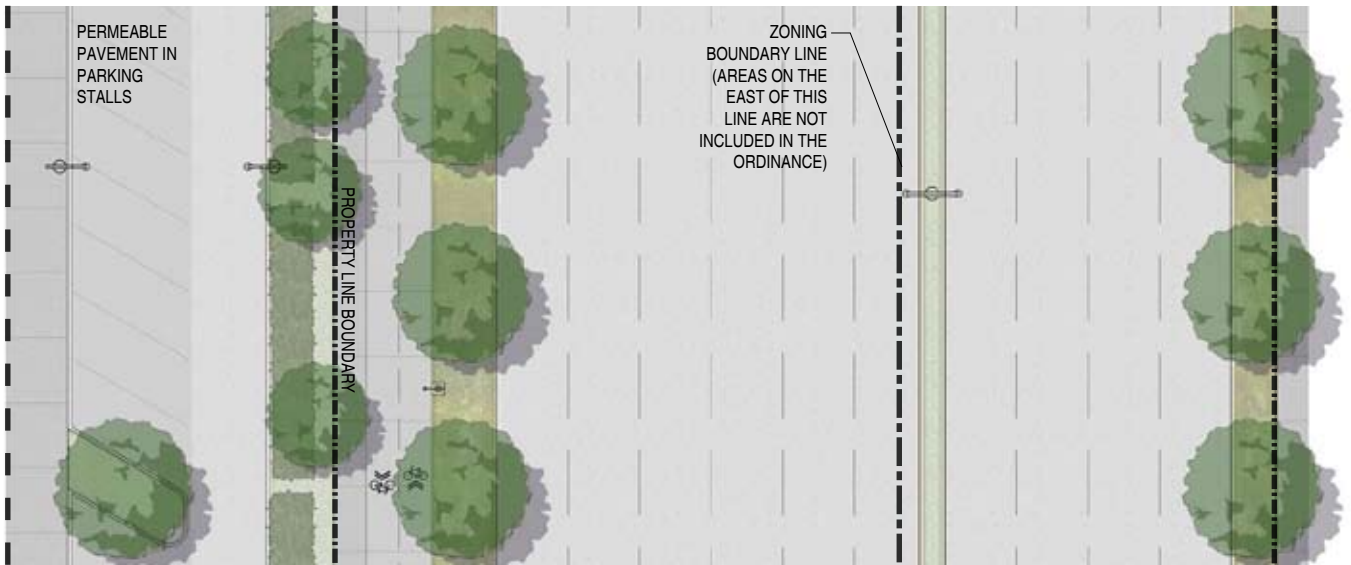 PERMEABLE
PAVEMENT IN
PARKING
STALLS
PROPERTY LINE BOUNDARY
ZONING
BOUNDARY LINE
(AREAS ON THE
EAST OF THIS
LINE ARE NOT
INCLUDED IN THE
ORDINANCE)